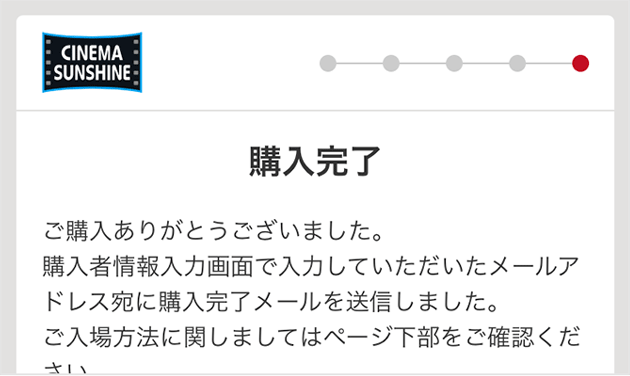 CINEMA
SUNSHINE
購入完了
ご購入ありがとうございました。
購入者情報入力画面で入力していただいたメールア
ドレス宛に購入完了メールを送信しました。
ご入場方法に関しましてはページ下部をご確認くだ
さい。